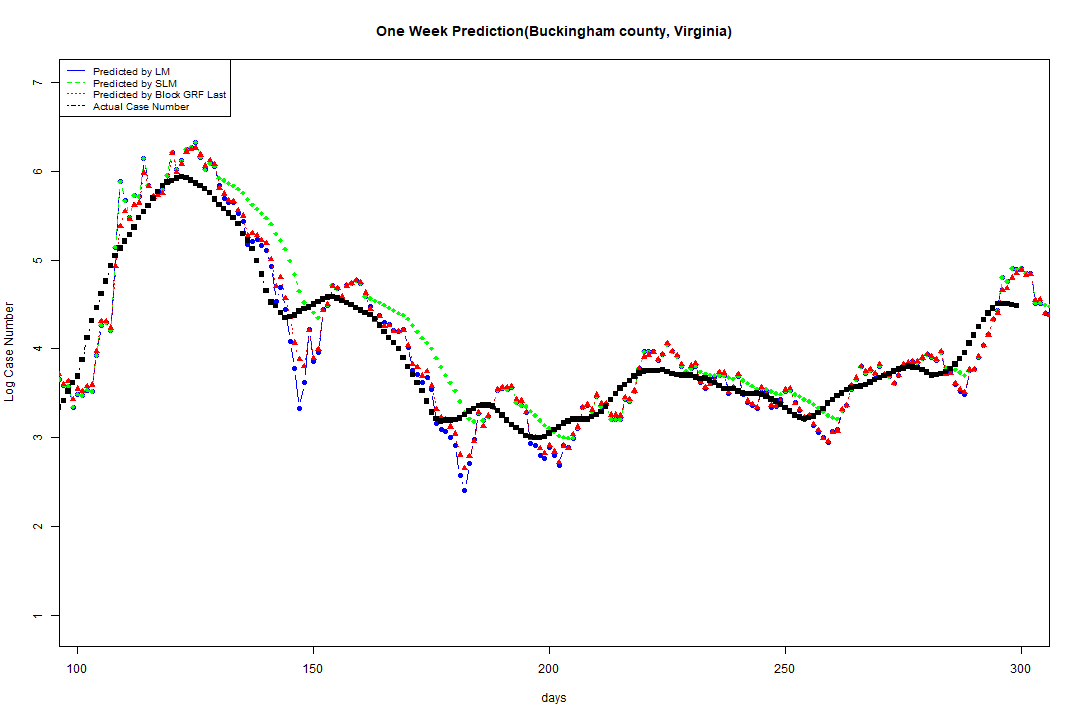 One Week Prediction(Buckingham county, Virginia)
Predicted by LM
Predicted by SLM
Predicted by Block GRF Last
Actual Case Number
7
6
5
4
3
2
1
Log Case Number
100 150 200 250 300
days